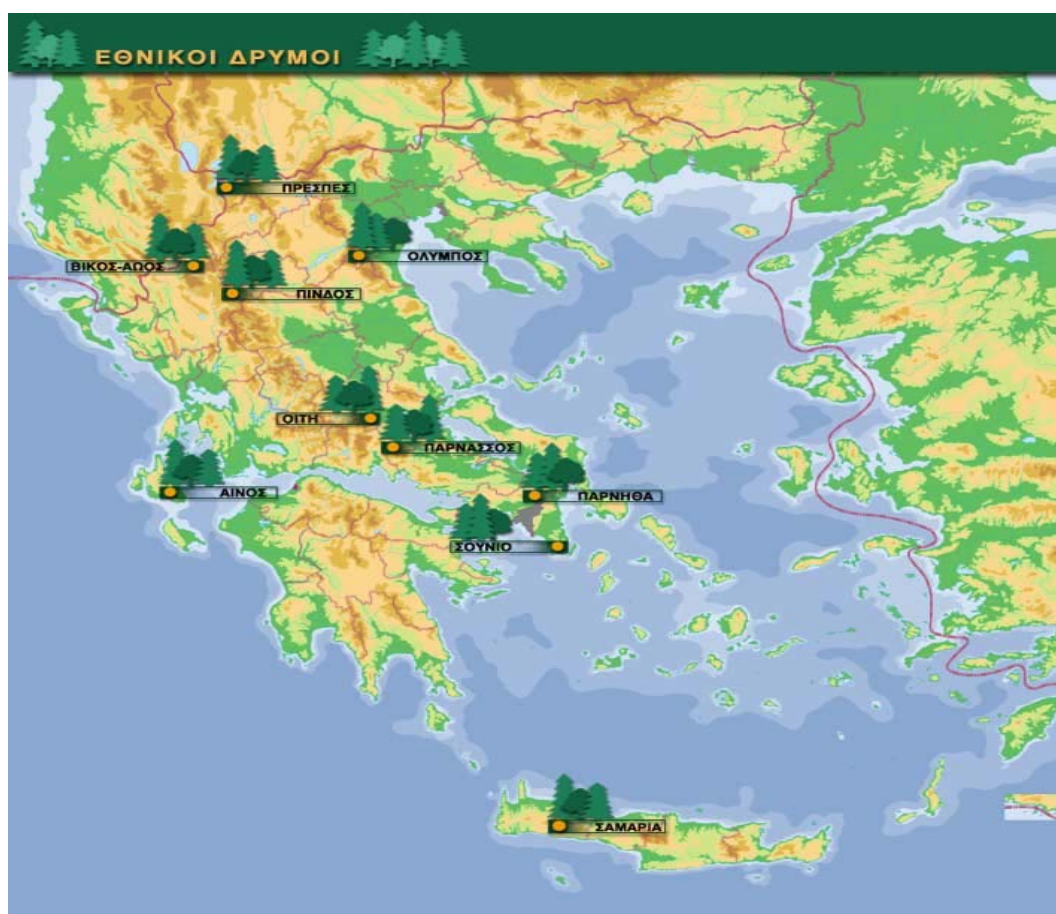 ΕΘΝΙΚΟΙ ΔΡΥΜΟΙ
ΠΡΕΣΠΕΣ
ΟΛΥΜΠΟΣ
ΒΙΚΟΣ-ΑΩΟΣ
ΠΙΝΔΟΣ
ΟΙΤΗ
ΠΑΡΝΑΣΣΟΣ
ΑΙΝΟΣ
ΠΑΡΝΗΘΑ
ΣΟΥΝΙΟ
ΣΑΜΑΡΙΑ